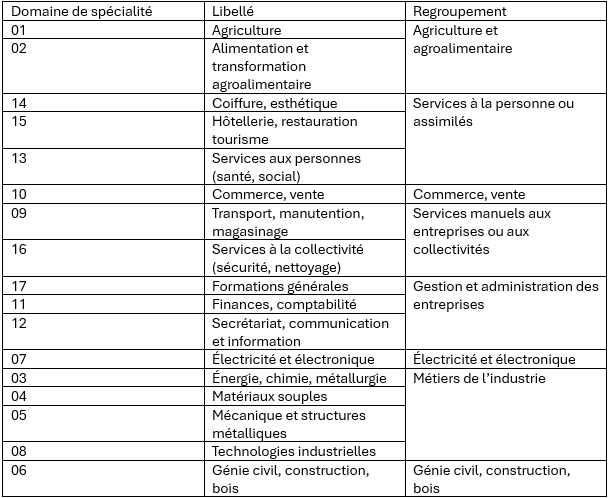 Domaine de spécialité Libellé Regroupement
01 Agriculture Agriculture et
02 Alimentation et agroalimentaire
transformation
agroalimentaire
14 Coiffure, esthétique Services à la personne ou
15 Hôtellerie, restauration assimilés
tourisme
13 Services aux personnes
(santé, social)
10 Commerce, vente Commerce, vente
09 Transport, manutention, Services manuels aux
magasinage entreprises ou aux
16 Services à la collectivité collectivités
(sécurité, nettoyage)
17 Formations générales Gestion et administration des
11 Finances, comptabilité entreprises
12 Secrétariat, communication
et information
07 Électricité et électronique Électricité et électronique
03 Énergie, chimie, métallurgie Métiers de l’industrie
04 Matériaux souples
05 Mécanique et structures
métalliques
08 Technologies industrielles
06 Génie civil, construction, Génie civil, construction,
bois bois